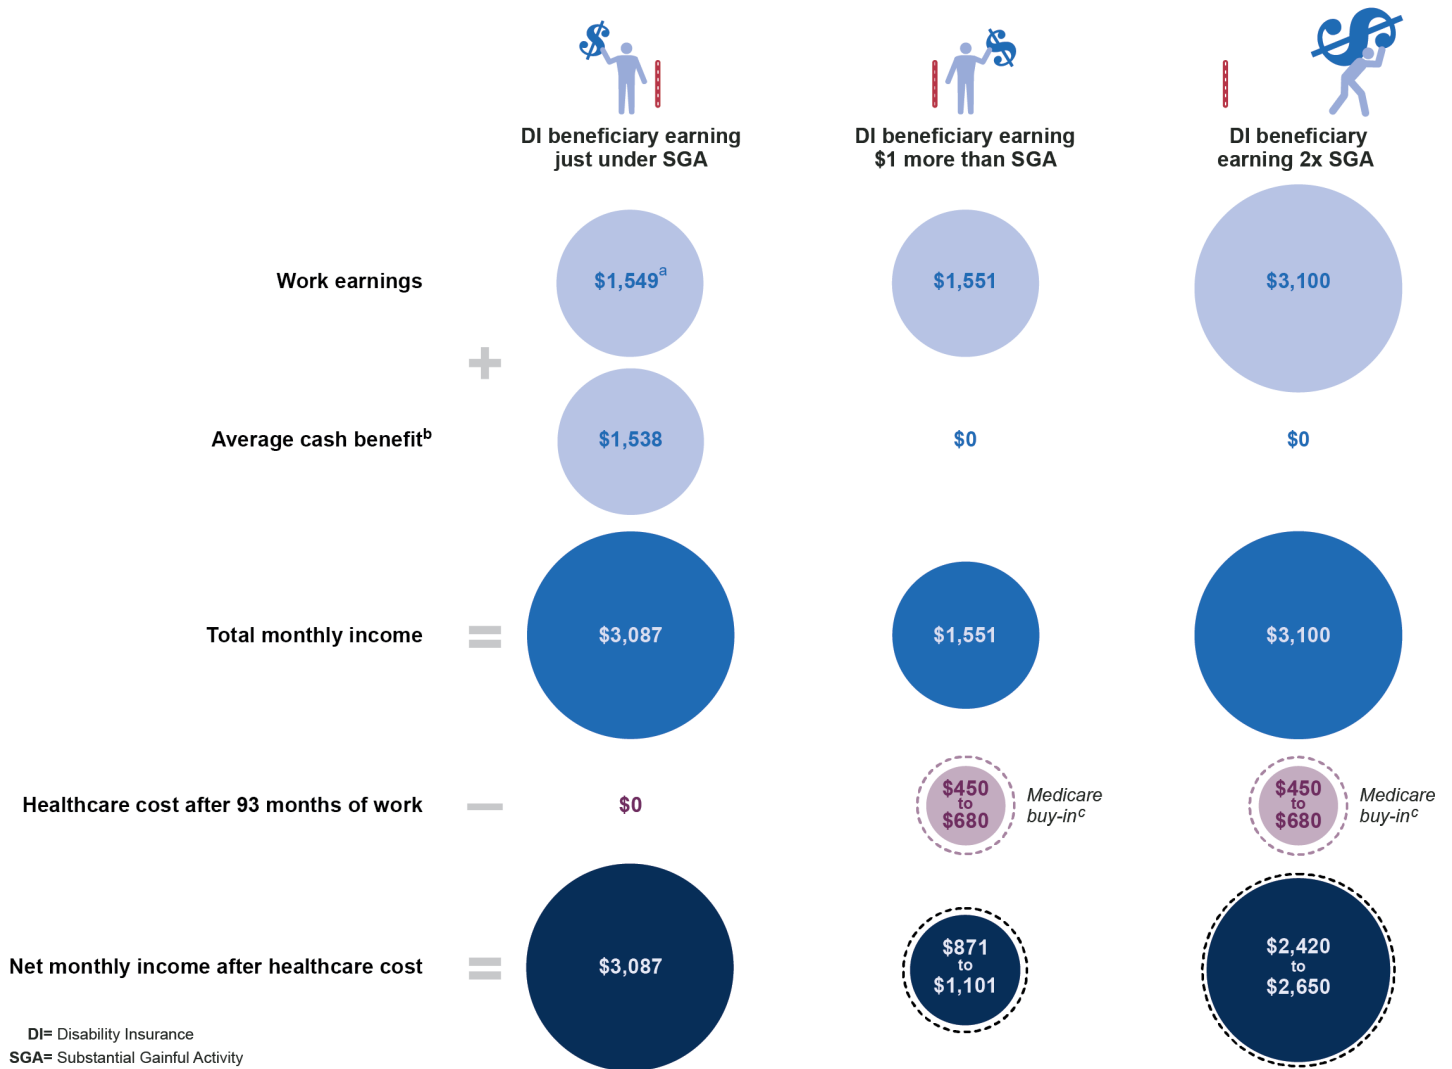 DI beneficiary earning
just under SGA
DI beneficiary earning
$1 more than SGA
DI beneficiary
earning 2x SGA
Work earnings
$1,549a
$1,551
$3,100
+
Average cash benefitb
$1,538
$0
$0
Total monthly income
=
$3,087
$1,551
$3,100
Healthcare cost after 93 months of work
–
$0
$450
to
$680
Medicare
buy-inc
$450
to
$680
Medicare
buy-inc
Net monthly income after healthcare cost
=
$3,087
$871
to
$1,101
$2,420
to
$2,650
DI= Disability Insurance
SGA= Substantial Gainful Activity